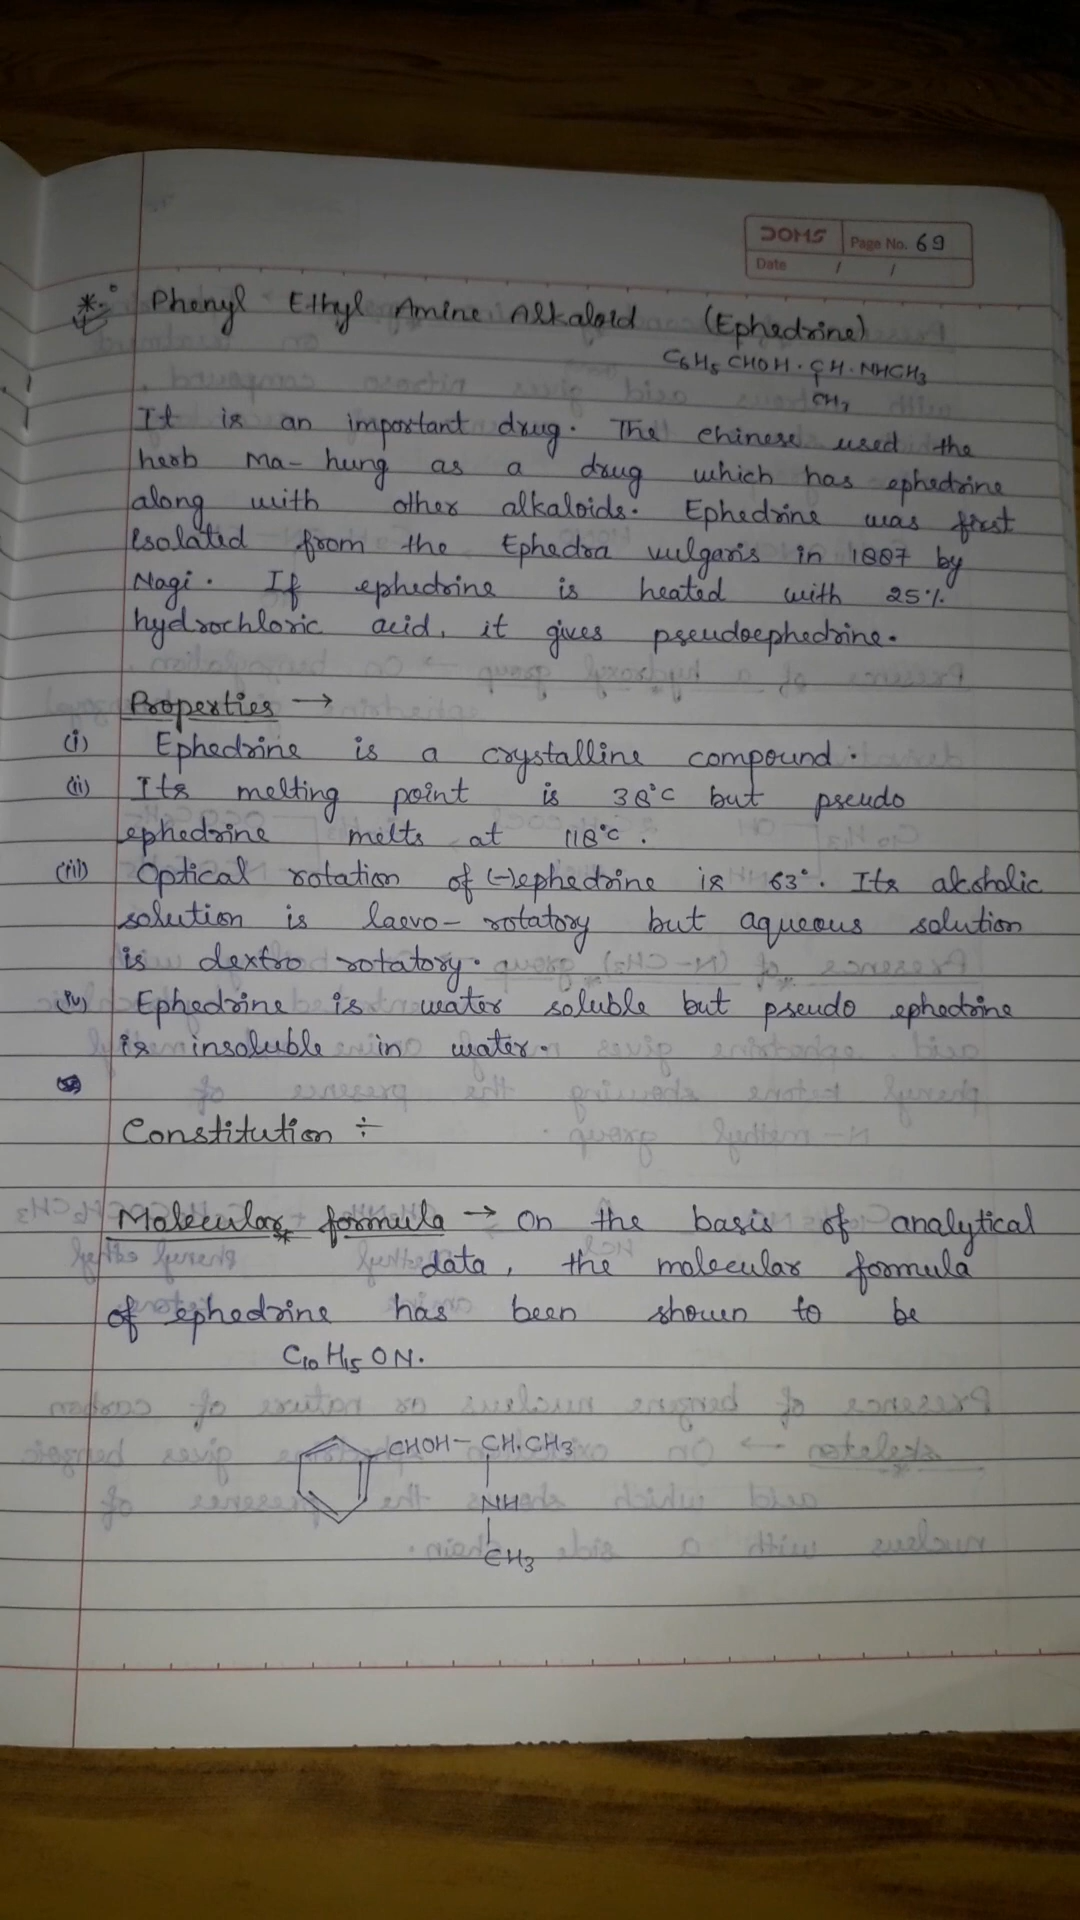 DOMS
Page No. 69
Date / /
* Phenyl Ethyl Amine Alkaloid (Ephedrine)
C6H5 CHOH · CH · NHCH3
CH3
It is an important drug. The chinese used the
herb Ma-hung as a drug which has ephedrine
along with other alkaloids. Ephedrine was first
isolated from the Ephedra vulgaris in 1887 by
Nagi. If ephedrine is heated with 25%
hydrochloric acid, it gives pseudoephedrine.
Properties →
(i) Ephedrine is a crystalline compound.
(ii) Its melting point is 38°C but pseudo
ephedrine melts at 118°C.
(iii) Optical rotation of (-)ephedrine is 63°. Its akoholic
solution is laevo-rotatory but aqueous solution
is dextro rotatory.
(iv) Ephedrine is water soluble but pseudo ephedrine
is insoluble in water.
Constitution ÷
Molecular formula → On the basis of analytical
data, the molecular formula
of ephedrine has been shown to be
C10 H15 ON.
CHOH - CH.CH3
NH
CH3